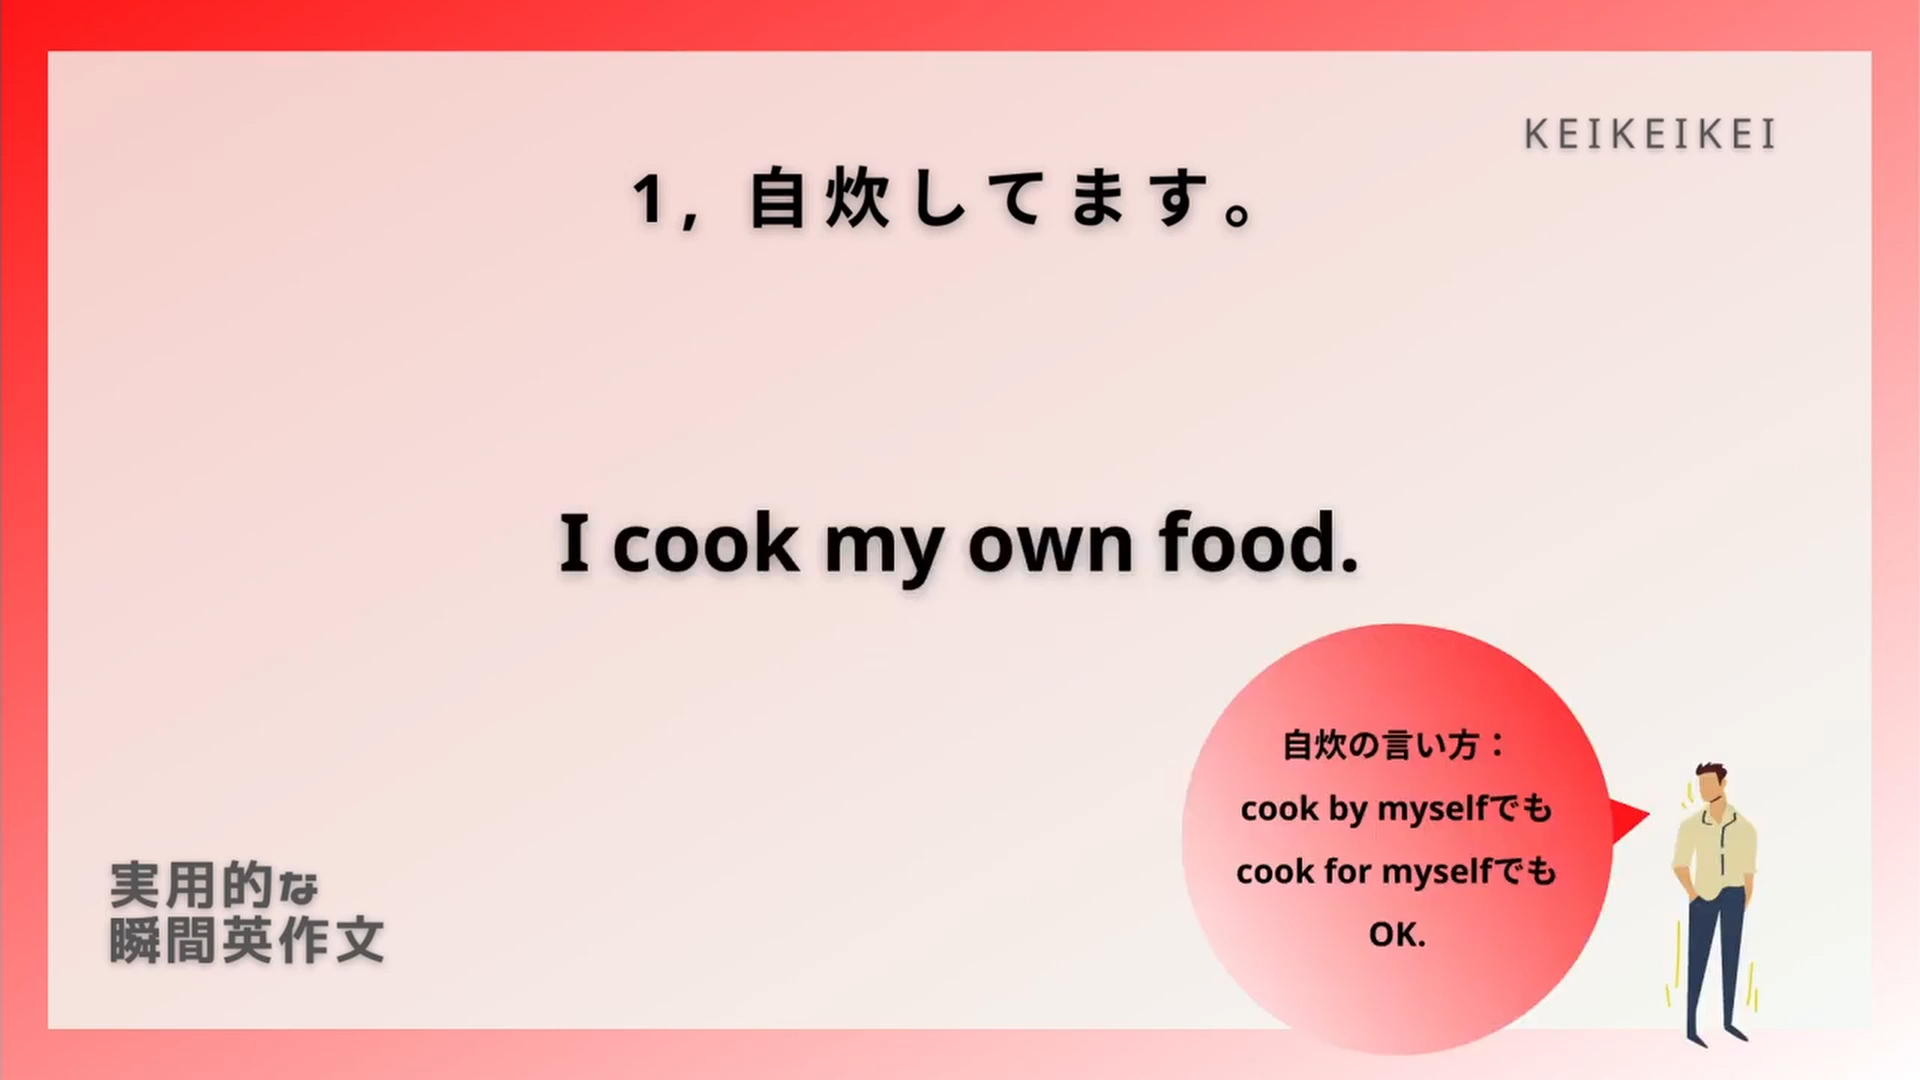 KEIKEIKEI
1, 自炊してます。
I cook my own food.
自炊の言い方：
cook by myselfでも
cook for myselfでも
OK.
実用的な
瞬間英作文